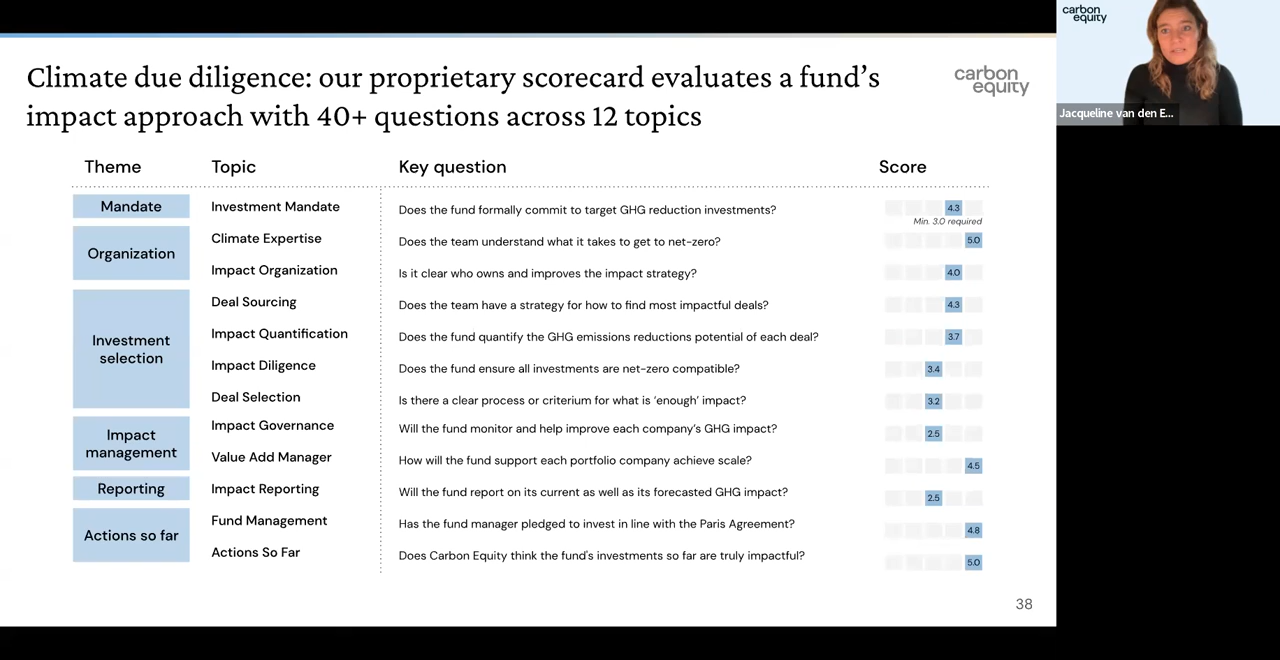 Climate due diligence: our proprietary scorecard evaluates a fund's
impact approach with 40+ questions across 12 topics
carbon
equity
carbon
equity
Jacqueline van den E...
Theme Topic Key question Score
Mandate Investment Mandate Does the fund formally commit to target GHG reduction investments? 4.3
Min. 3.0 required
Organization Climate Expertise Does the team understand what it takes to get to net-zero? 5.0
Impact Organization Is it clear who owns and improves the impact strategy? 4.0
Investment
selection
Deal Sourcing Does the team have a strategy for how to find most impactful deals? 4.3
Impact Quantification Does the fund quantify the GHG emissions reductions potential of each deal? 3.7
Impact Diligence Does the fund ensure all investments are net-zero compatible? 3.4
Deal Selection Is there a clear process or criterium for what is ‘enough’ impact? 3.2
Impact
management
Impact Governance Will the fund monitor and help improve each company's GHG impact? 2.5
Value Add Manager How will the fund support each portfolio company achieve scale? 4.5
Reporting Impact Reporting Will the fund report on its current as well as its forecasted GHG impact? 2.5
Actions so far Fund Management Has the fund manager pledged to invest in line with the Paris Agreement? 4.8
Actions So Far Does Carbon Equity think the fund's investments so far are truly impactful? 5.0
38